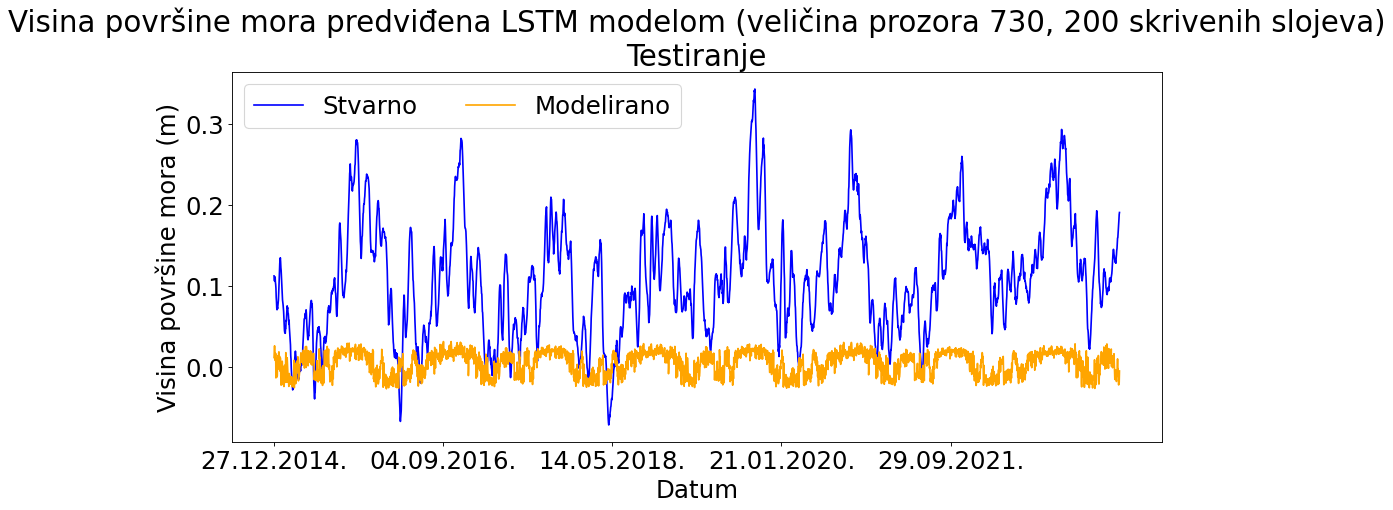 Visina površine mora predviđena LSTM modelom (veličina prozora 730, 200 skrivenih slojeva)
Testiranje
Stvarno
Modelirano
Visina površine mora (m)
0.3
0.2
0.1
0.0
27.12.2014.
04.09.2016.
14.05.2018.
21.01.2020.
29.09.2021.
Datum